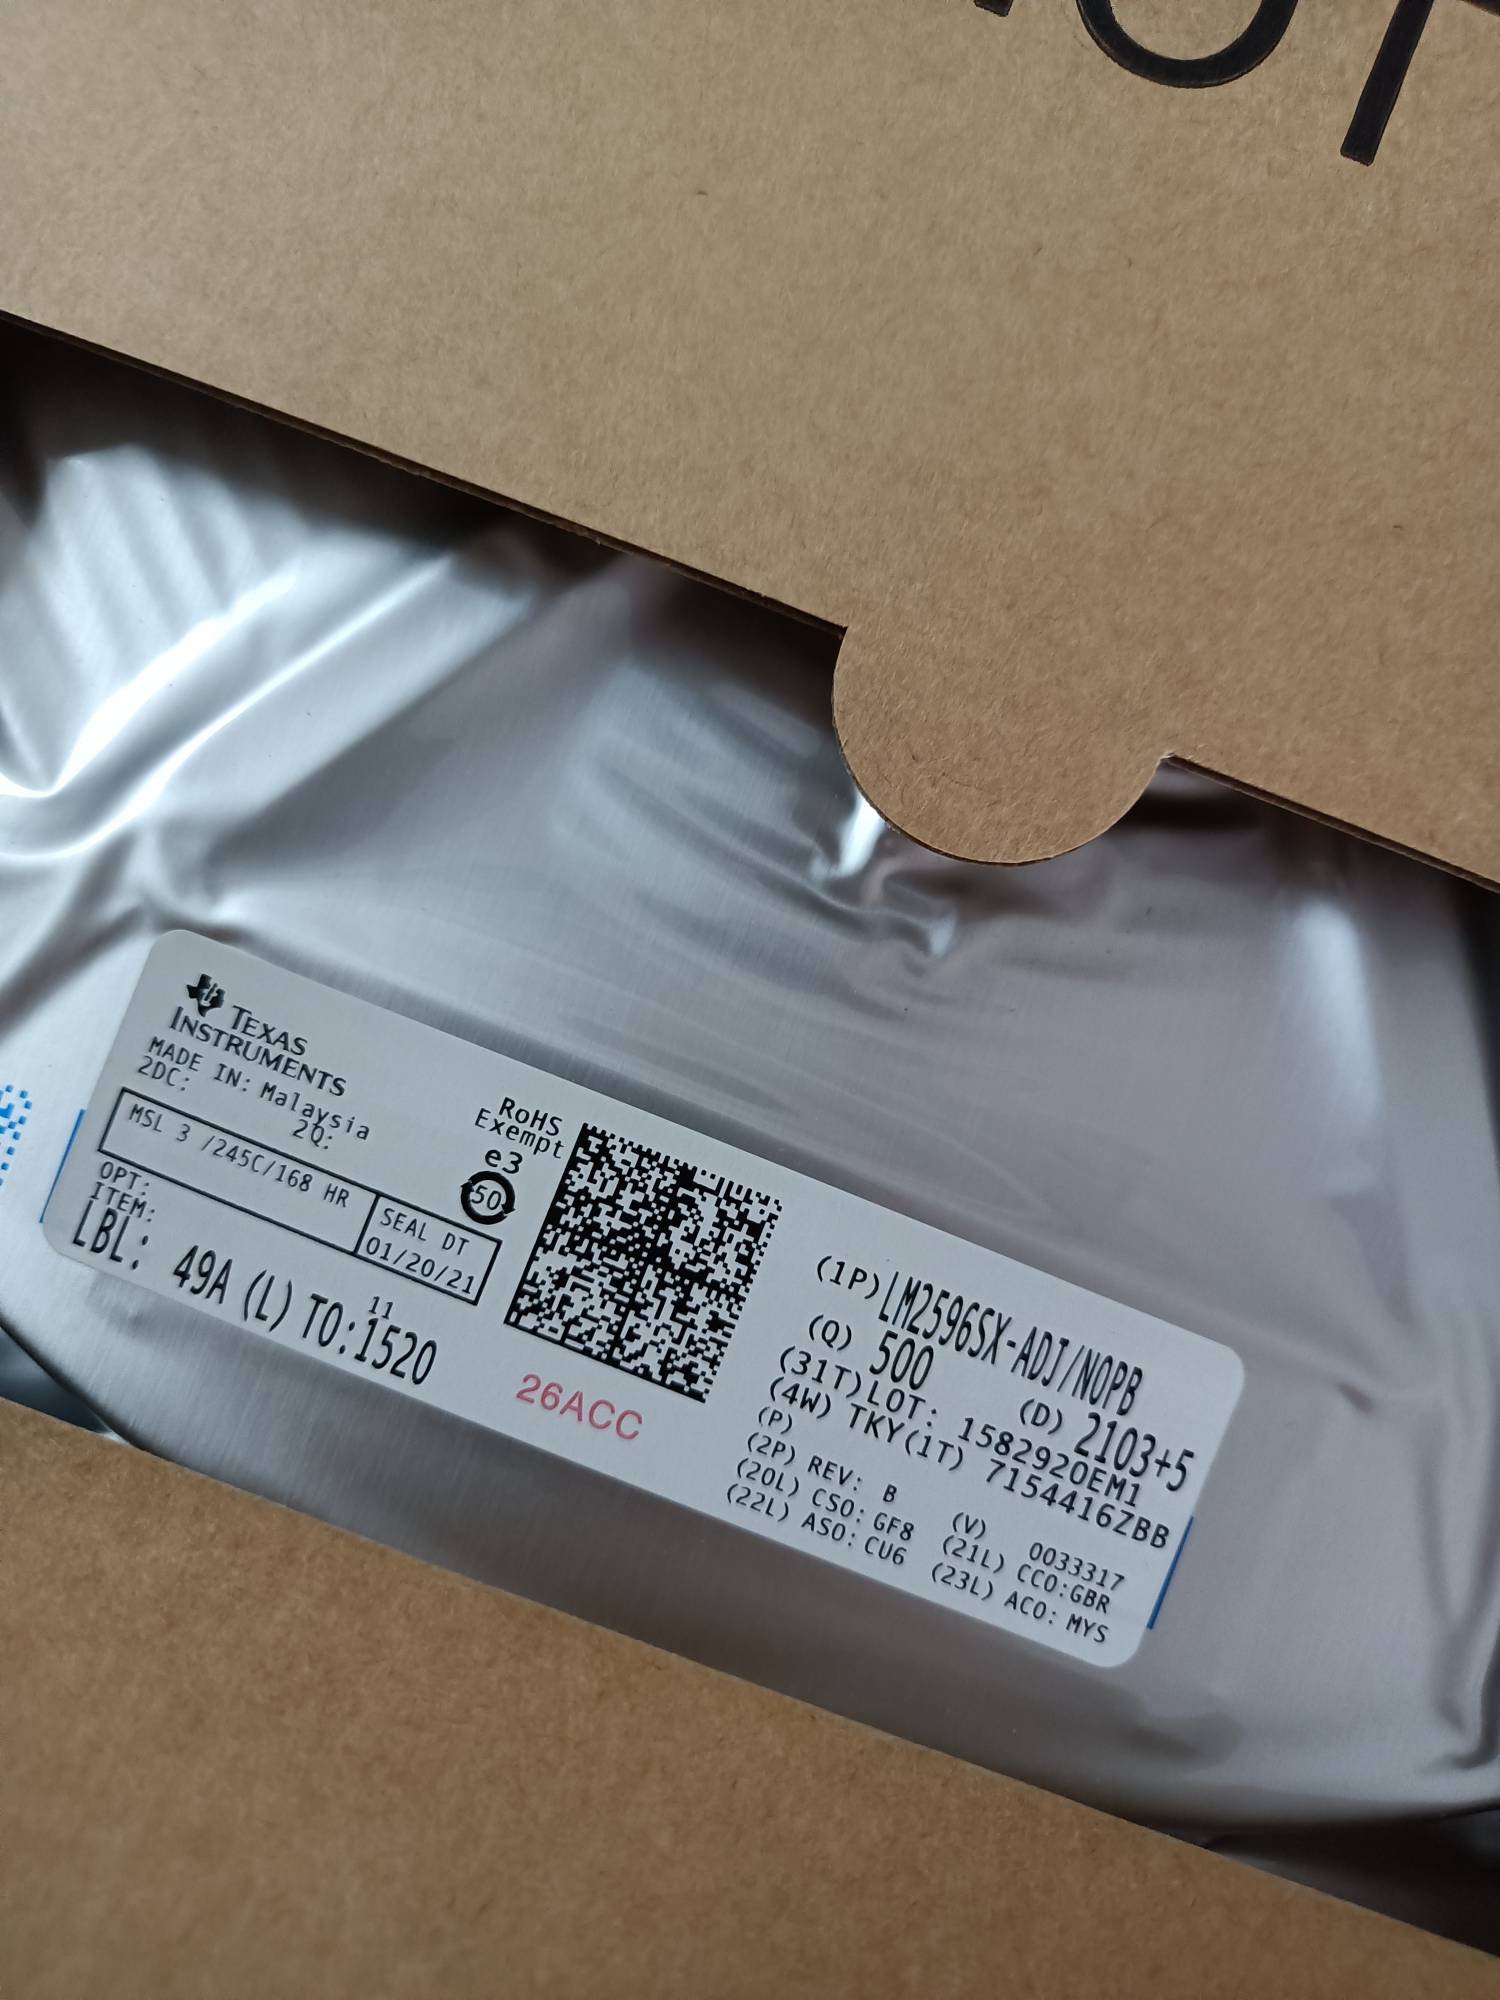 TEXAS
INSTRUMENTS
MADE IN: Malaysia
2DC: 2Q:
MSL 3 /245C/168 HR
SEAL DT
01/20/21
OPT:
ITEM:
11
LBL: 49A (L) TO:1520
RoHS
Exempt
e3
50
26ACC
(1P) LM2596SX-ADJ/NOPB
(Q) 500 (D) 2103+5
(31T) LOT: 1582920EM1
(4W) TKY(1T) 7154416ZBB
(P)
(2P) REV: B (V) 0033317
(20L) CSO: GF8 (21L) CCO:GBR
(22L) ASO: CU6 (23L) ACO: MYS